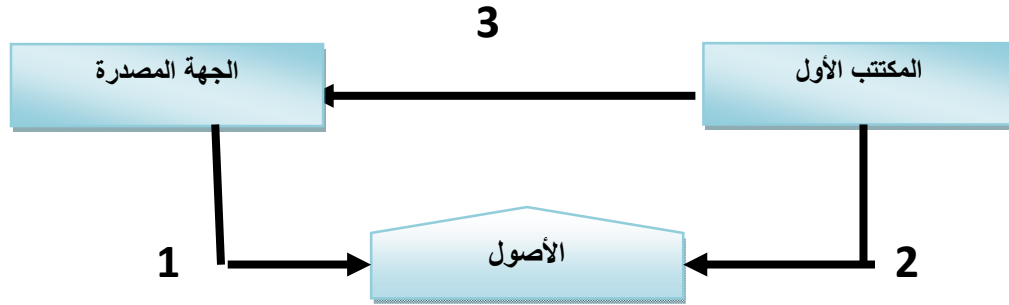 3
المكتتب الأول
الجهة المصدرة
الأصول
2
1